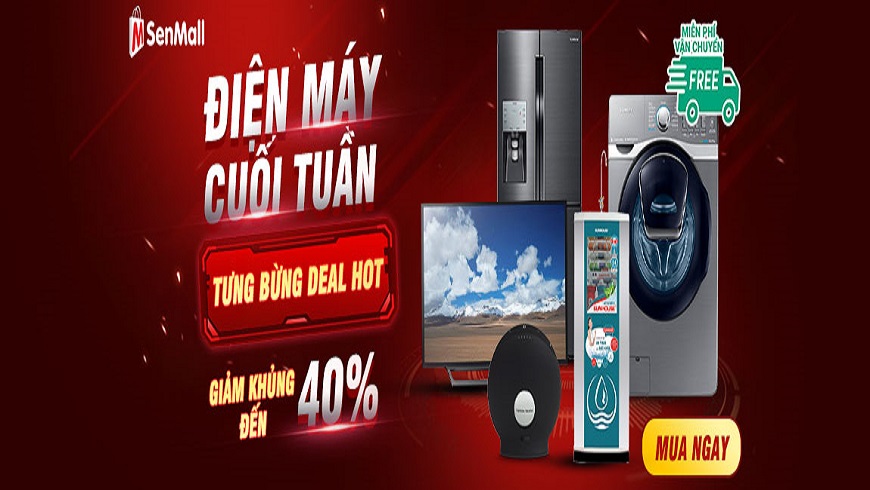 SenMall
ĐIỆN MÁY
CUỐI TUẦN
TƯNG BỪNG DEAL HOT
GIẢM KHỦNG
ĐẾN
40%
MIỄN PHÍ
VẬN CHUYỂN
FREE
SUNHOUSE
MUA NGAY